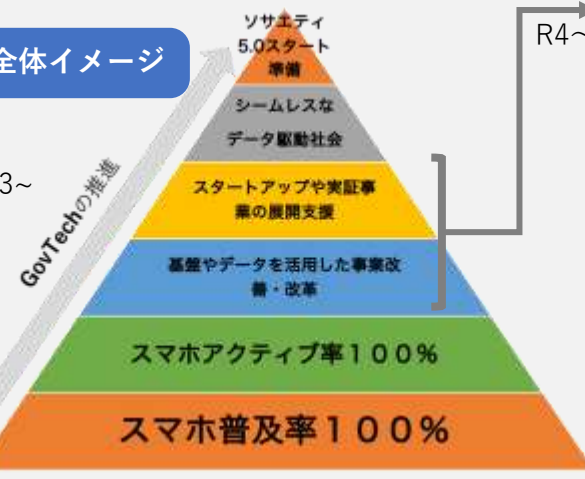 全体イメージ
ソサエティ
5.0スタート
準備
R4~
シームレスな
データ駆動社会
3~
GovTechの推進
スタートアップや実証事
業の展開支援
基盤やデータを活用した事業改
善・改革
スマホアクティブ率１００%
スマホ普及率１００%